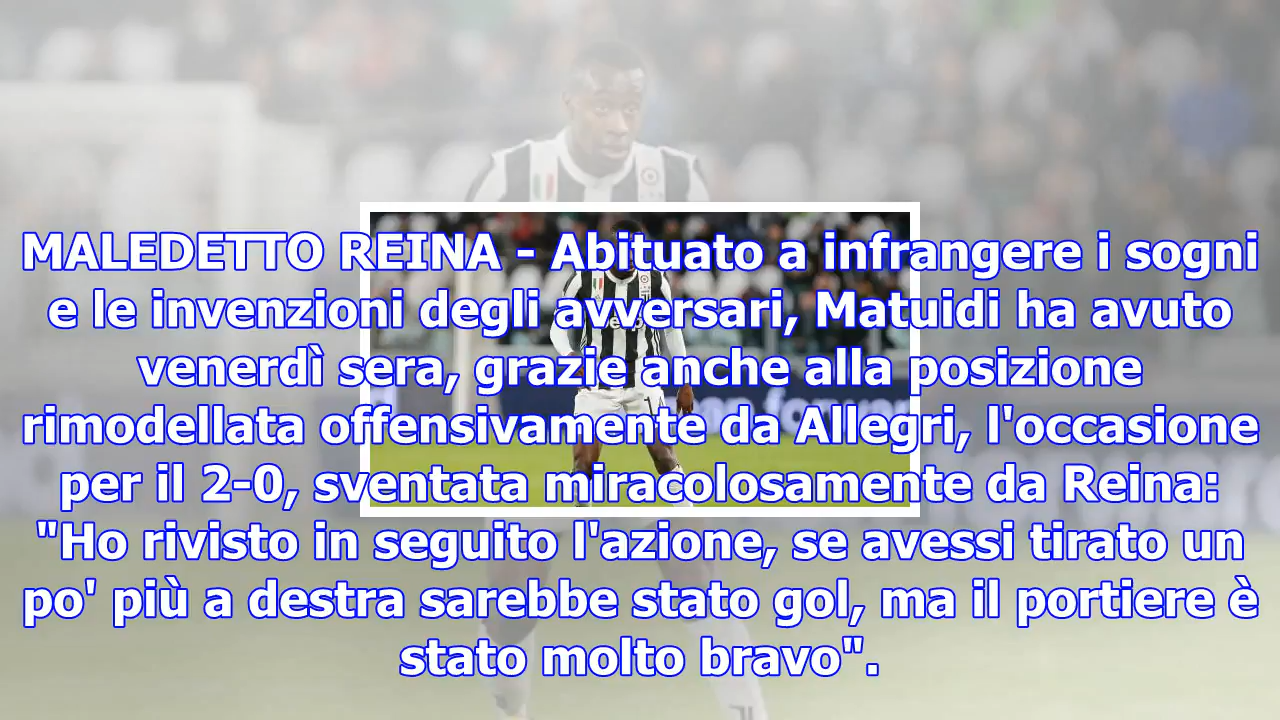 MALEDETTO REINA - Abituato a infrangere i sogni
e le invenzioni degli avversari, Matuidi ha avuto
venerdì sera, grazie anche alla posizione
rimodellata offensivamente da Allegri, l'occasione
per il 2-0, sventata miracolosamente da Reina:
"Ho rivisto in seguito l'azione, se avessi tirato un
po' più a destra sarebbe stato gol, ma il portiere è
stato molto bravo".